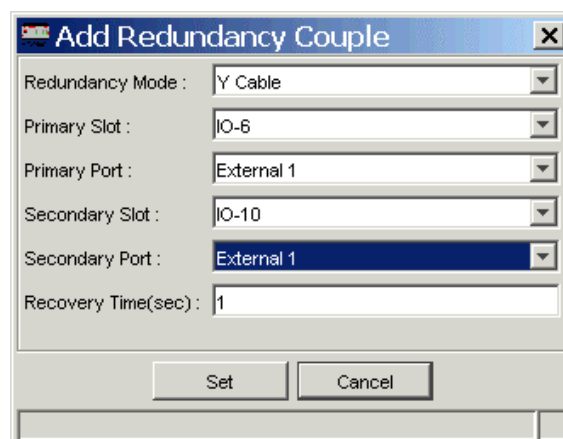 Add Redundancy Couple
Redundancy Mode : Y Cable
Primary Slot : IO-6
Primary Port : External 1
Secondary Slot : IO-10
Secondary Port : External 1
Recovery Time(sec) : 1
Set Cancel